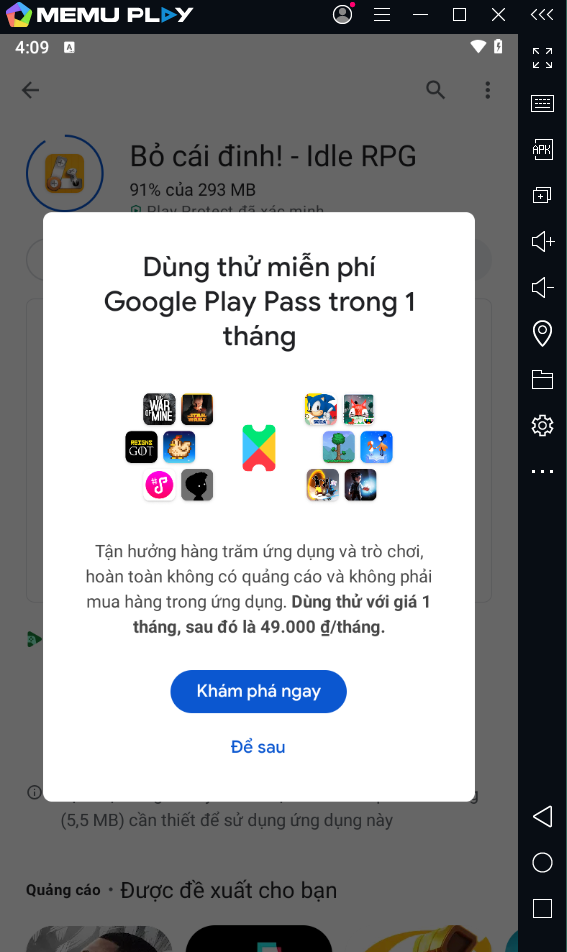 MEMU PLAY
4:09
A
APK
Bỏ cái đinh! - Idle RPG
91% của 293 MB
Play Protect đã xác minh
Dùng thử miễn phí
Google Play Pass trong 1
tháng
WAR
OF MINE
STAR WARS
SEGA
REIGNS
GOT
Tận hưởng hàng trăm ứng dụng và trò chơi,
hoàn toàn không có quảng cáo và không phải
mua hàng trong ứng dụng. Dùng thử với giá 1
tháng, sau đó là 49.000 ₫/tháng.
Khám phá ngay
Để sau
(5,5 MB) cần thiết để sử dụng ứng dụng này
Quảng cáo • Được đề xuất cho bạn